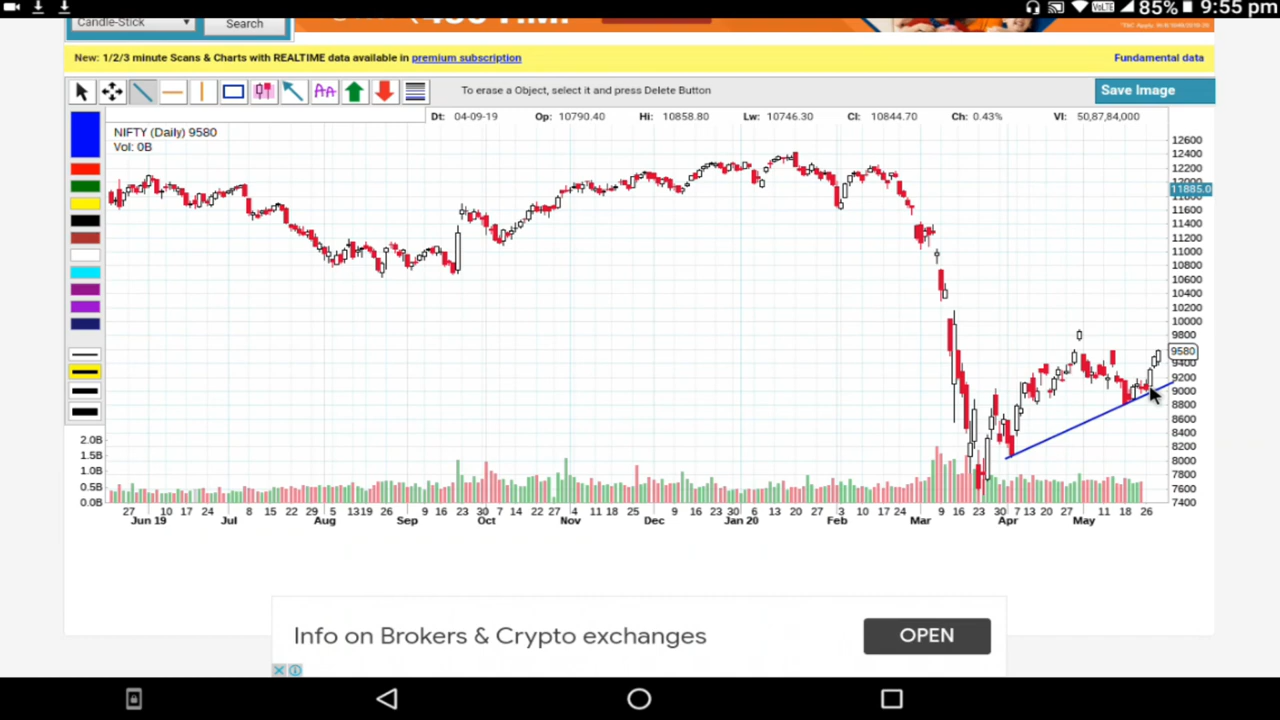 85% 9:55 pm
Candle-Stick
Search
New: 1/2/3 minute Scans & Charts with REALTIME data available in premium subscription
Fundamental data
To erase a Object, select it and press Delete Button
Save Image
Dt: 04-09-19 Op: 10790.40 Hi: 10858.80 Lw: 10746.30 Cl: 10844.70 Ch: 0.43% Vl: 50,87,84,000
NIFTY (Daily) 9580
Vol: 0B
12600
12400
12200
12000
11885.0
11800
11600
11400
11200
11000
10800
10600
10400
10200
10000
9800
9580
9400
9200
9000
8800
8600
8400
8200
8000
7800
7600
7400
2.0B
1.5B
1.0B
0.5B
0.0B
27 10 17 24 8 15 22 29 5 13 19 26 9 16 23 30 7 14 22 27 4 11 18 25 9 16 23 30 6 13 20 27 3 10 17 24 9 16 23 30 7 13 20 27 11 18 26
Jun 19 Jul Aug Sep Oct Nov Dec Jan 20 Feb Mar Apr May
Info on Brokers & Crypto exchanges
OPEN